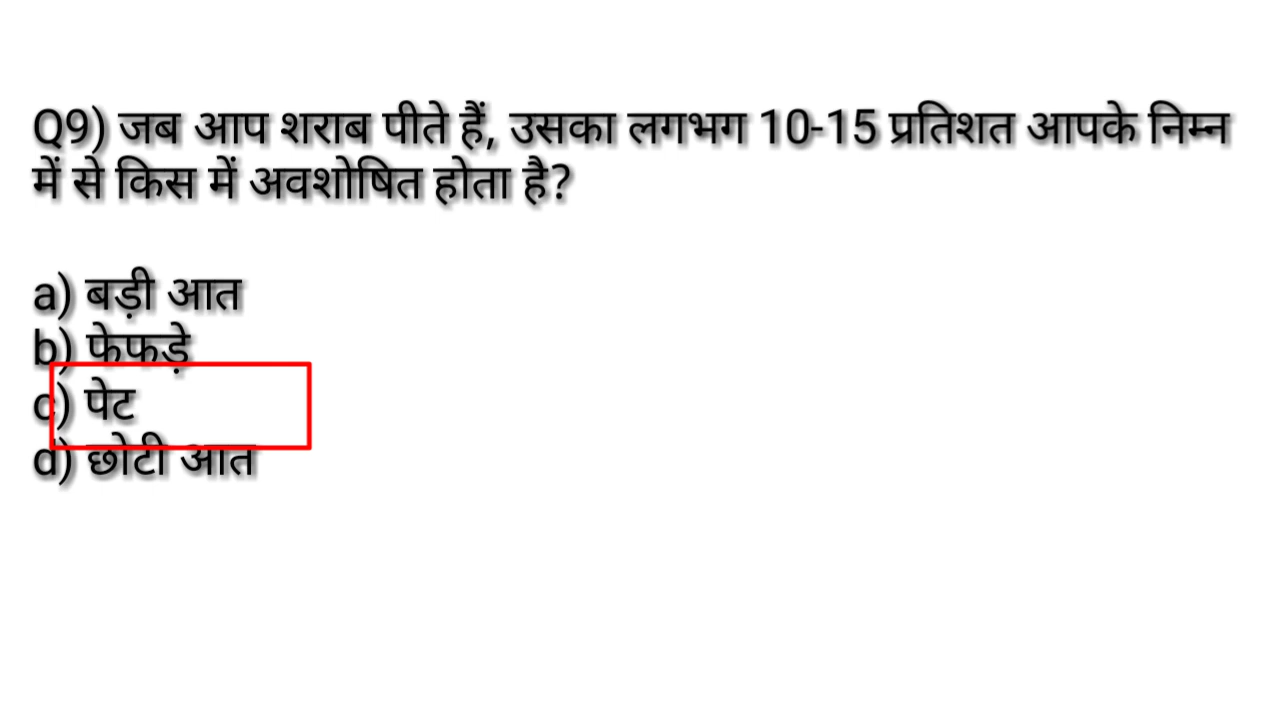 Q9) जब आप शराब पीते हैं, उसका लगभग 10-15 प्रतिशत आपके निम्न
में से किस में अवशोषित होता है?
a) बड़ी आत
b) फेफड़े
c) पेट
d) छोटी आत